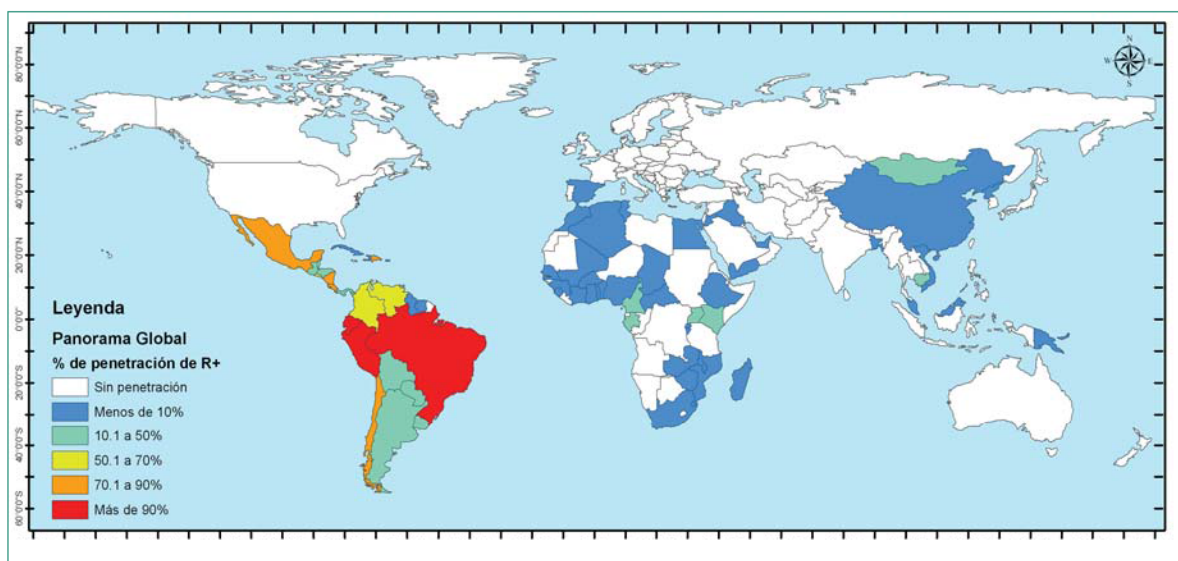 N
W E
S
80°0'0"N
60°0'0"N
40°0'0"N
20°0'0"N
0°0'0"
20°0'0"S
40°0'0"S
60°0'0"S
Leyenda
Panorama Global
% de penetración de R+
Sin penetración
Menos de 10%
10.1 a 50%
50.1 a 70%
70.1 a 90%
Más de 90%